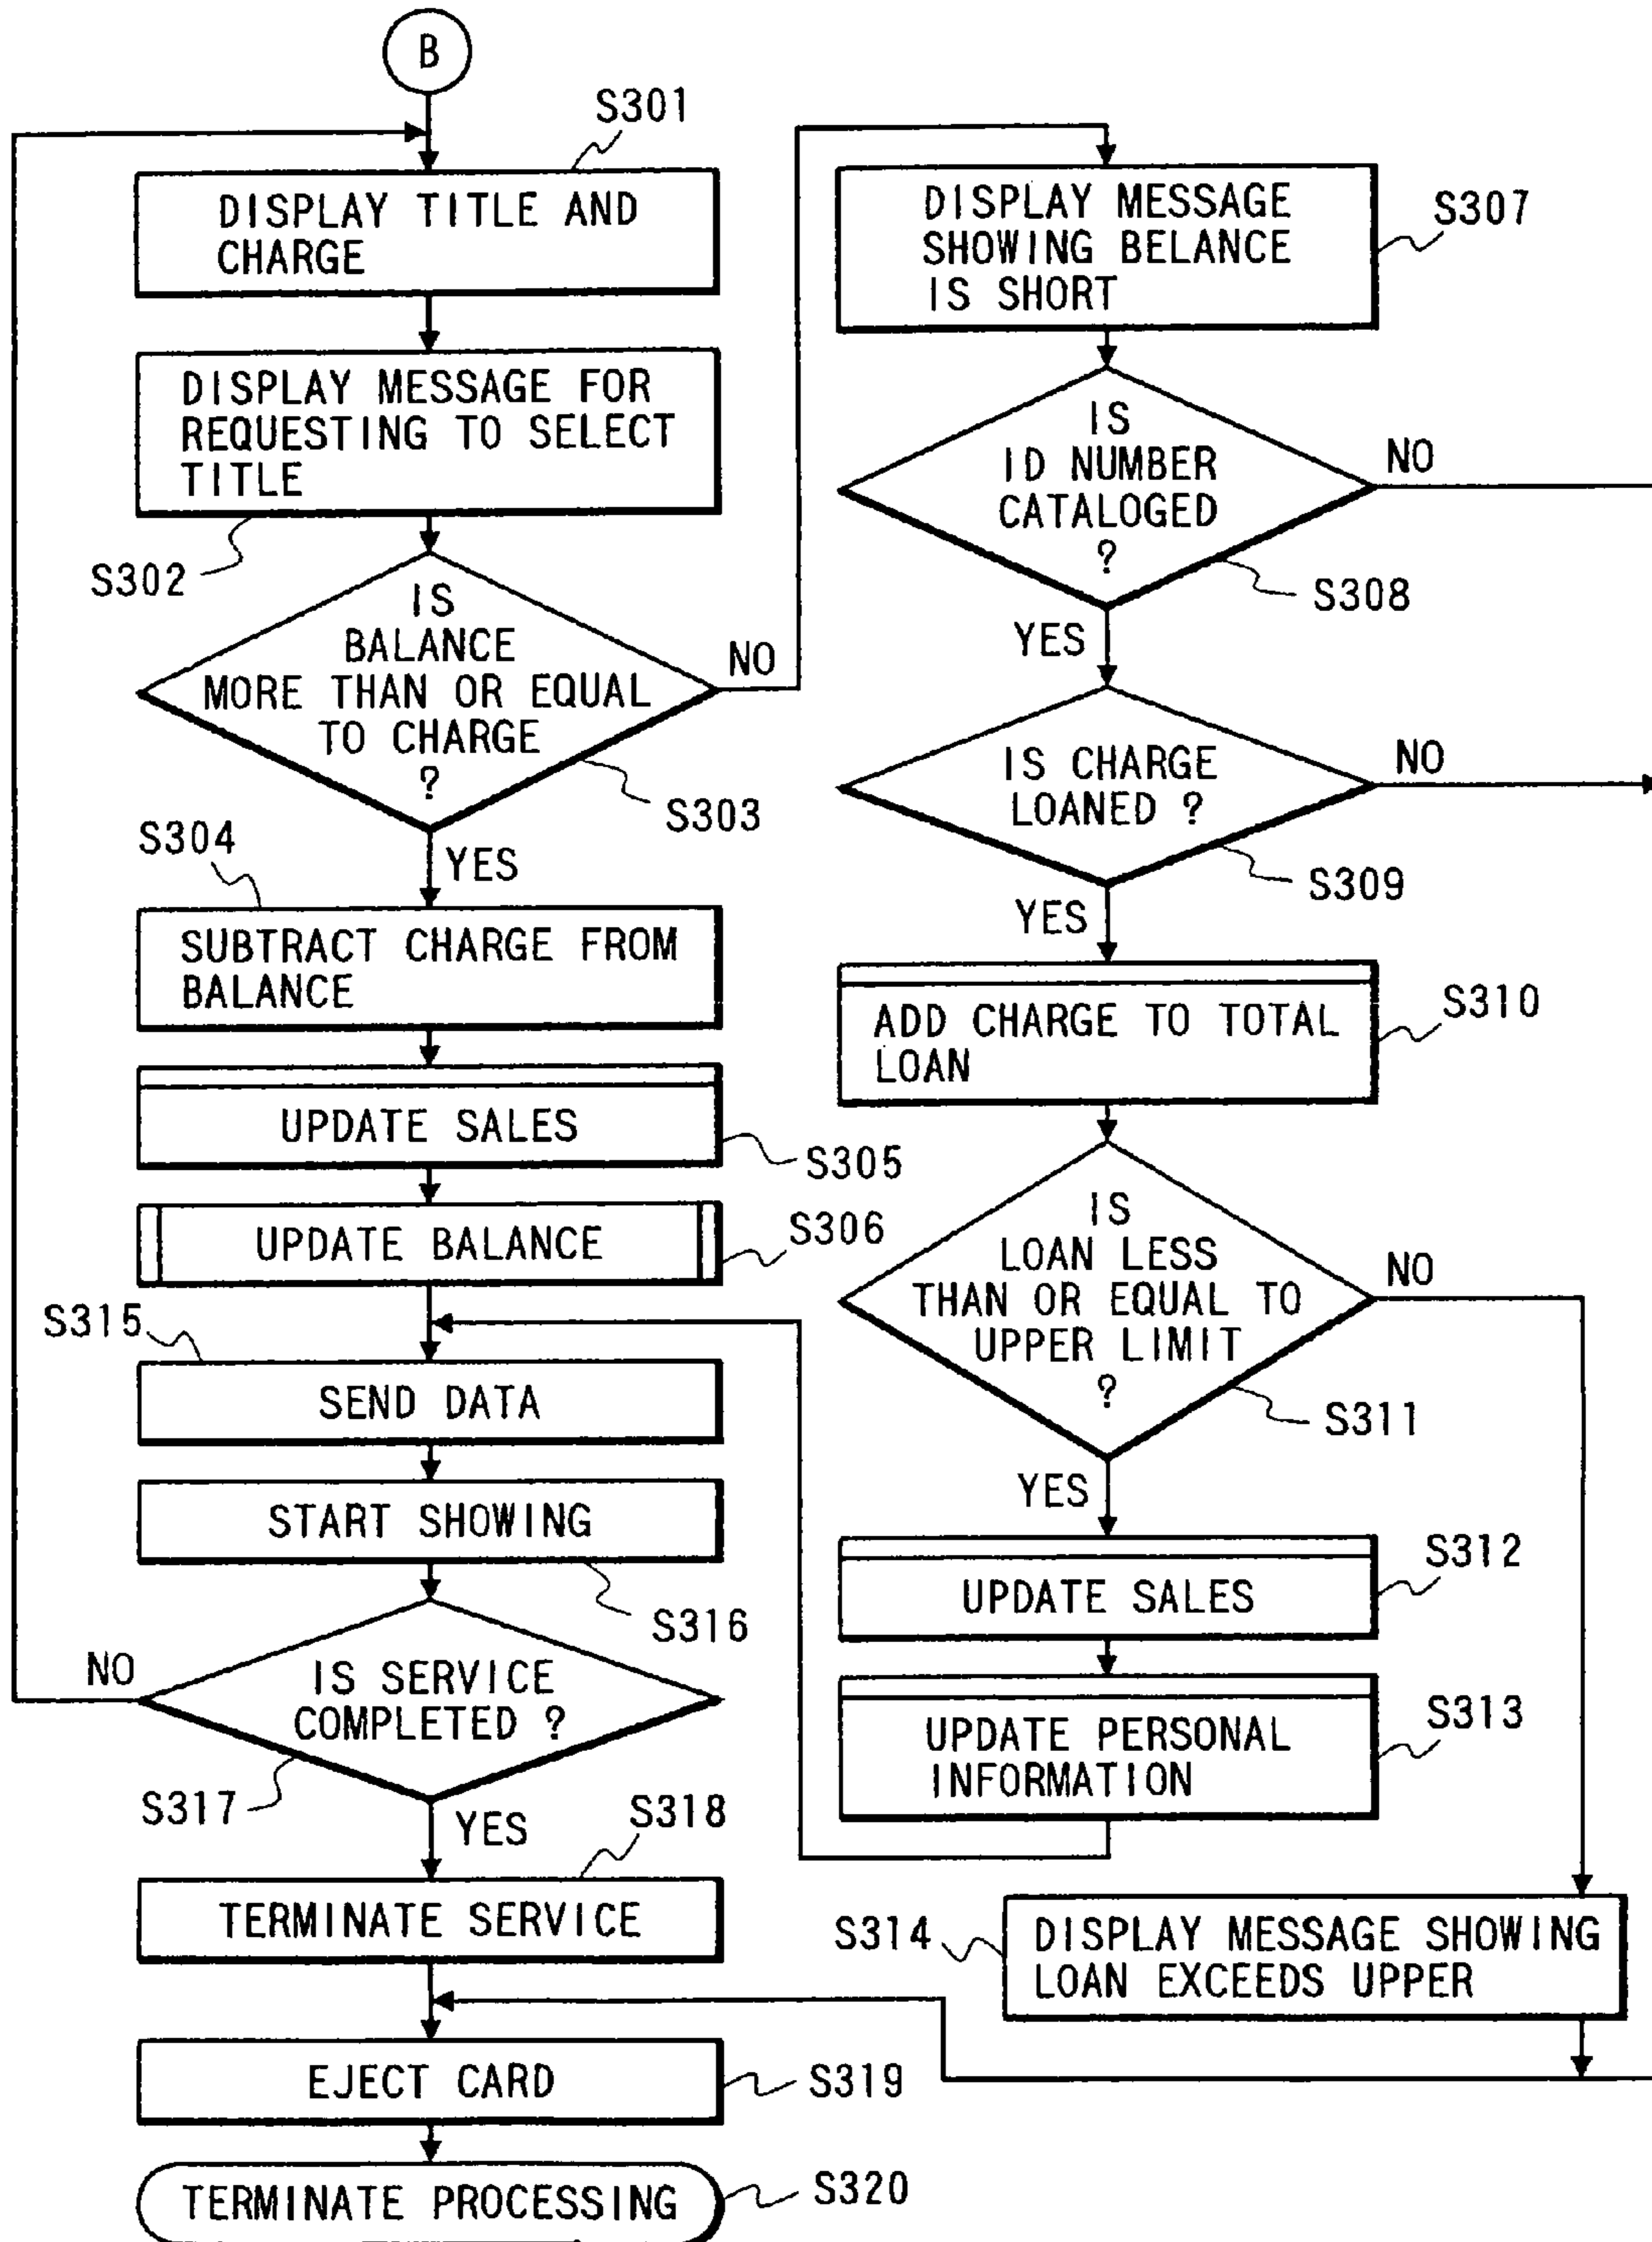 B
S301
DISPLAY TITLE AND
CHARGE
DISPLAY MESSAGE FOR
REQUESTING TO SELECT
TITLE
S302
IS
BALANCE
MORE THAN OR EQUAL
TO CHARGE
?
NO
S303
YES
S304
SUBTRACT CHARGE FROM
BALANCE
UPDATE SALES
S305
UPDATE BALANCE
S306
S315
SEND DATA
START SHOWING
S316
IS SERVICE
COMPLETED ?
NO
S317
YES
S318
TERMINATE SERVICE
EJECT CARD
S319
TERMINATE PROCESSING
S320
DISPLAY MESSAGE
SHOWING BELANCE
IS SHORT
S307
IS
ID NUMBER
CATALOGED
?
NO
S308
YES
IS CHARGE
LOANED ?
NO
S309
YES
ADD CHARGE TO TOTAL
LOAN
S310
IS
LOAN LESS
THAN OR EQUAL TO
UPPER LIMIT
?
NO
S311
YES
UPDATE SALES
S312
UPDATE PERSONAL
INFORMATION
S313
S314
DISPLAY MESSAGE SHOWING
LOAN EXCEEDS UPPER